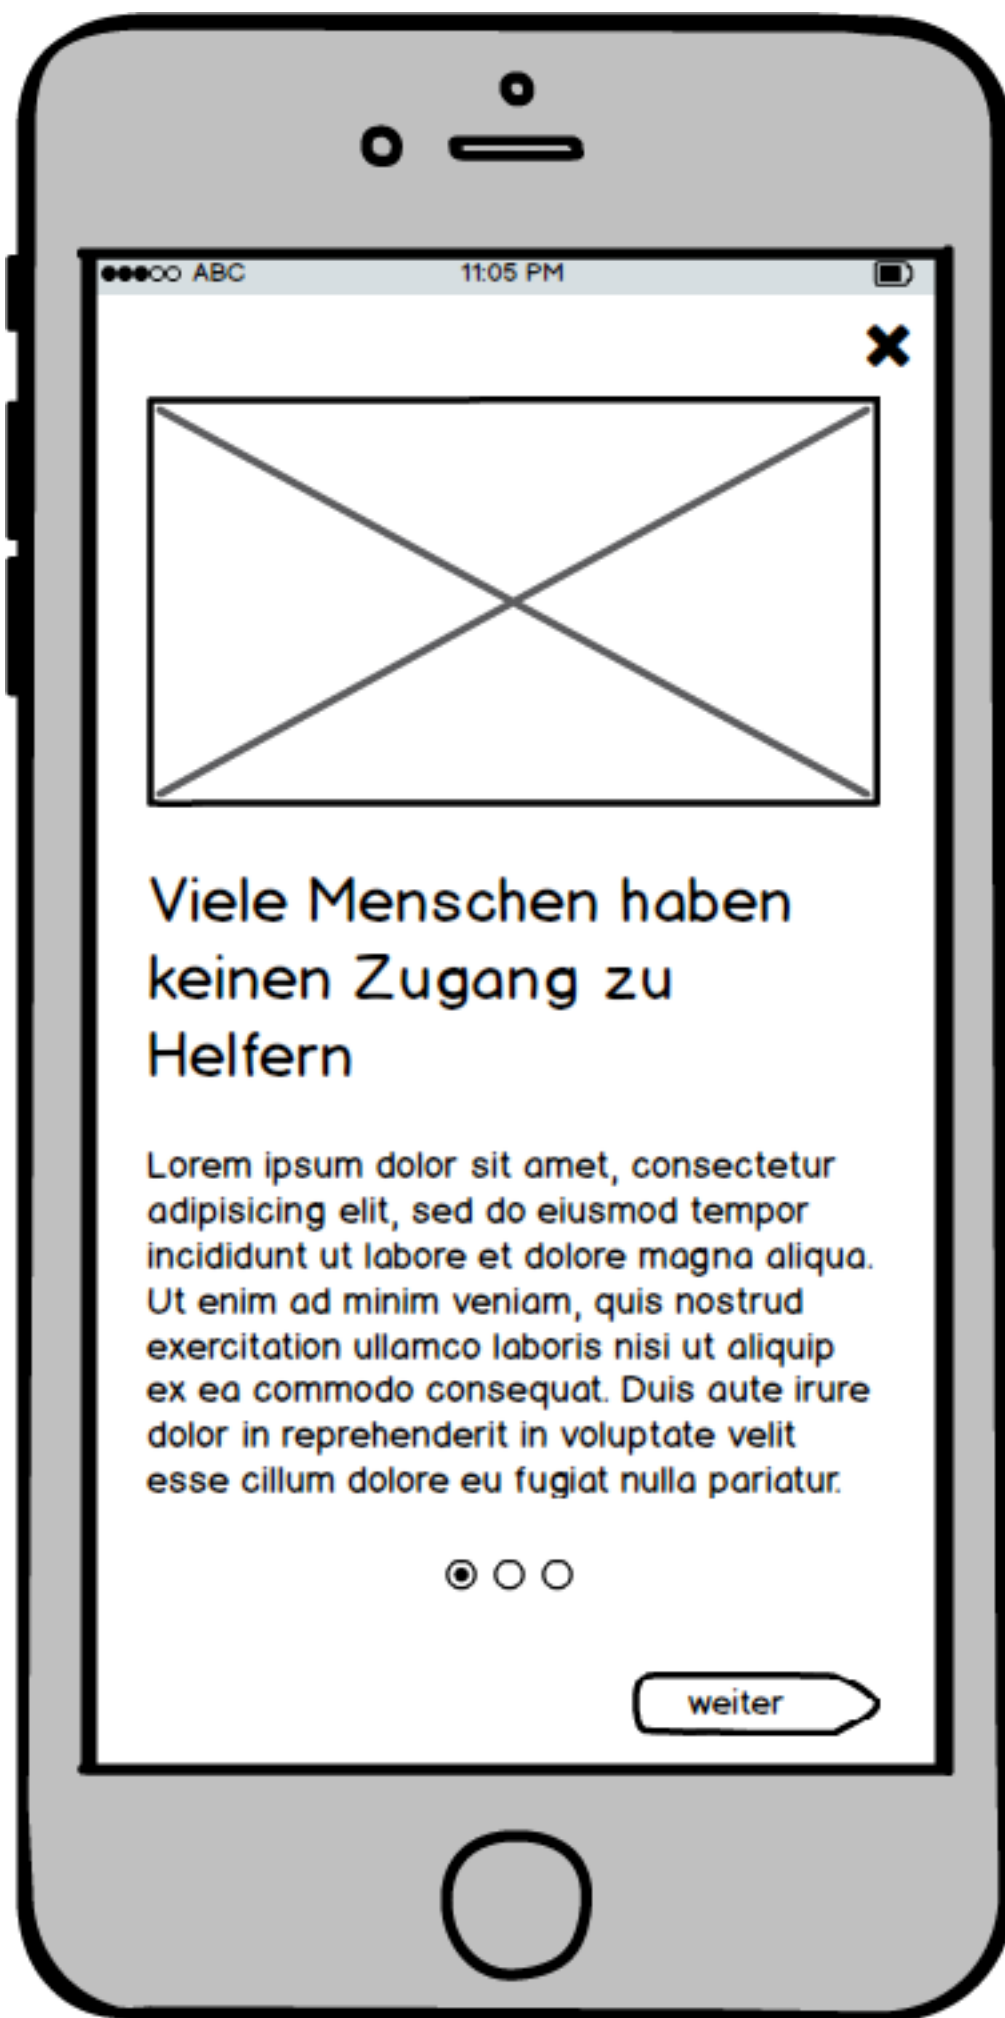 ABC 11:05 PM
Viele Menschen haben
keinen Zugang zu
Helfern
Lorem ipsum dolor sit amet, consectetur
adipisicing elit, sed do eiusmod tempor
incididunt ut labore et dolore magna aliqua.
Ut enim ad minim veniam, quis nostrud
exercitation ullamco laboris nisi ut aliquip
ex ea commodo consequat. Duis aute irure
dolor in reprehenderit in voluptate velit
esse cillum dolore eu fugiat nulla pariatur.
weiter